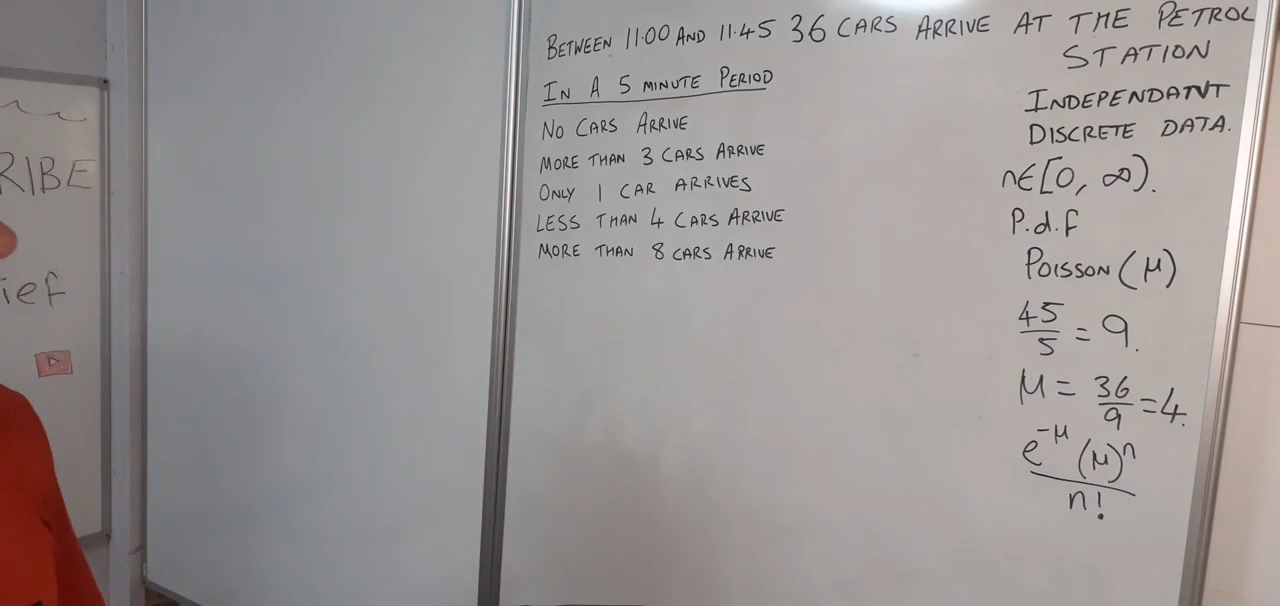 RIBE
ief
BETWEEN 11:00 AND 11:45 36 CARS ARRIVE AT THE PETROL
STATION
IN A 5 MINUTE PERIOD
NO CARS ARRIVE
MORE THAN 3 CARS ARRIVE
ONLY 1 CAR ARRIVES
LESS THAN 4 CARS ARRIVE
MORE THAN 8 CARS ARRIVE
INDEPENDANT
DISCRETE DATA.
n∈[0, ∞).
P.d.f
POISSON (μ)
45/5 = 9.
μ = 36/9 = 4.
e^-μ (μ)^n / n!